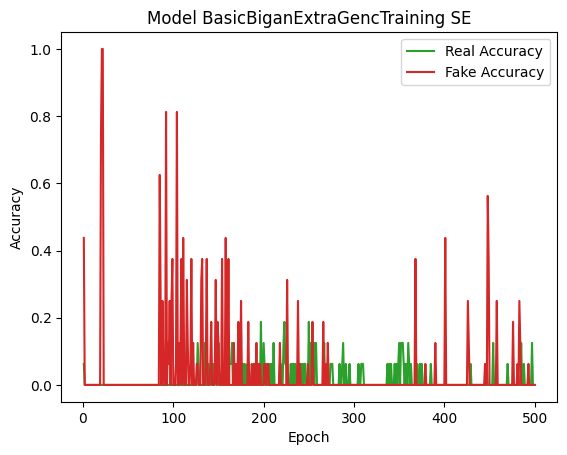 Model BasicBiganExtraGencTraining SE
Real Accuracy
Fake Accuracy
Accuracy
1.0
0.8
0.6
0.4
0.2
0.0
0 100 200 300 400 500
Epoch